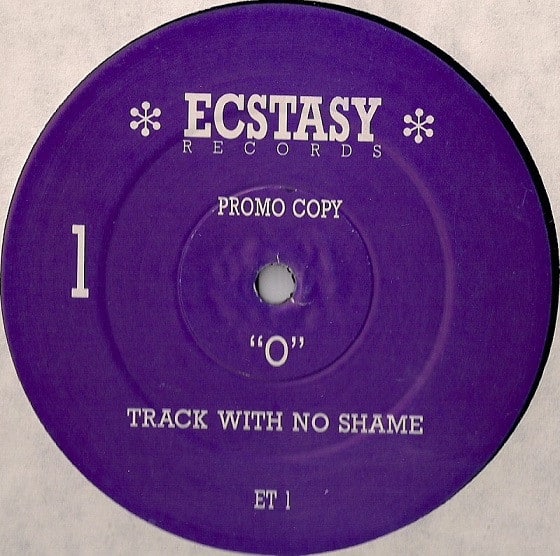 ECSTASY
RECORDS
PROMO COPY
1
“O”
TRACK WITH NO SHAME
ET 1